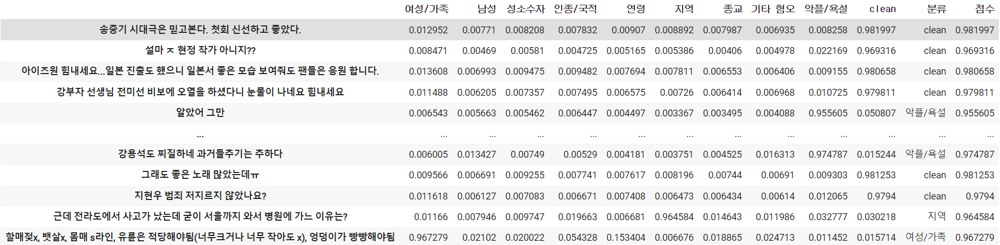 여성/가족 남성 성소수자 인종/국적 연령 지역 종교 기타 혐오 악플/욕설 clean 분류 점수
송중기 시대극은 믿고본다. 첫회 신선하고 좋았다. 0.012952 0.00771 0.008208 0.007832 0.00907 0.008892 0.007987 0.006935 0.008258 0.981997 clean 0.981997
설마 ㅈ 현정 작가 아니지?? 0.008471 0.00469 0.00581 0.004725 0.005165 0.005386 0.00406 0.004978 0.022169 0.969316 clean 0.969316
아이즈원 힘내세요...일본 진출도 했으니 일본서 좋은 모습 보여줘도 팬들은 응원 합니다. 0.013608 0.006993 0.009475 0.009482 0.007694 0.007811 0.006553 0.006406 0.009155 0.980658 clean 0.980658
강부자 선생님 전미선 비보에 오열을 하셨다니 눈물이 나네요 힘내세요 0.011488 0.006205 0.007357 0.007495 0.006575 0.00726 0.006414 0.006968 0.010725 0.979811 clean 0.979811
알았어 그만 0.006543 0.005663 0.005462 0.006447 0.004497 0.003367 0.003495 0.004088 0.955605 0.050807 악플/욕설 0.955605
... ... ... ... ... ... ... ... ... ... ... ... ...
강용석도 찌질하네 과거들추기는 추하다 0.006005 0.013427 0.00749 0.00529 0.004181 0.003751 0.004525 0.016313 0.974787 0.015244 악플/욕설 0.974787
그래도 좋은 노래 많았는데ㅠ 0.009566 0.006691 0.009255 0.007741 0.007617 0.008196 0.00744 0.00691 0.009303 0.981253 clean 0.981253
지현우 범죄 저지르지 않았나요? 0.011618 0.006127 0.007083 0.006671 0.007408 0.006473 0.006434 0.00614 0.012065 0.9794 clean 0.9794
근데 전라도에서 사고가 났는데 굳이 서울까지 와서 병원에 가느 이유는? 0.01166 0.007946 0.009747 0.019663 0.006681 0.964584 0.014643 0.011986 0.032777 0.030218 지역 0.964584
할매젖x, 뱃살x, 몸매 s라인, 유륜은 적당해야됨(너무크거나 너무 작아도 x), 엉덩이가 빵빵해야됨 0.967279 0.02102 0.020022 0.054328 0.153404 0.006676 0.018865 0.024713 0.011452 0.015714 여성/가족 0.967279